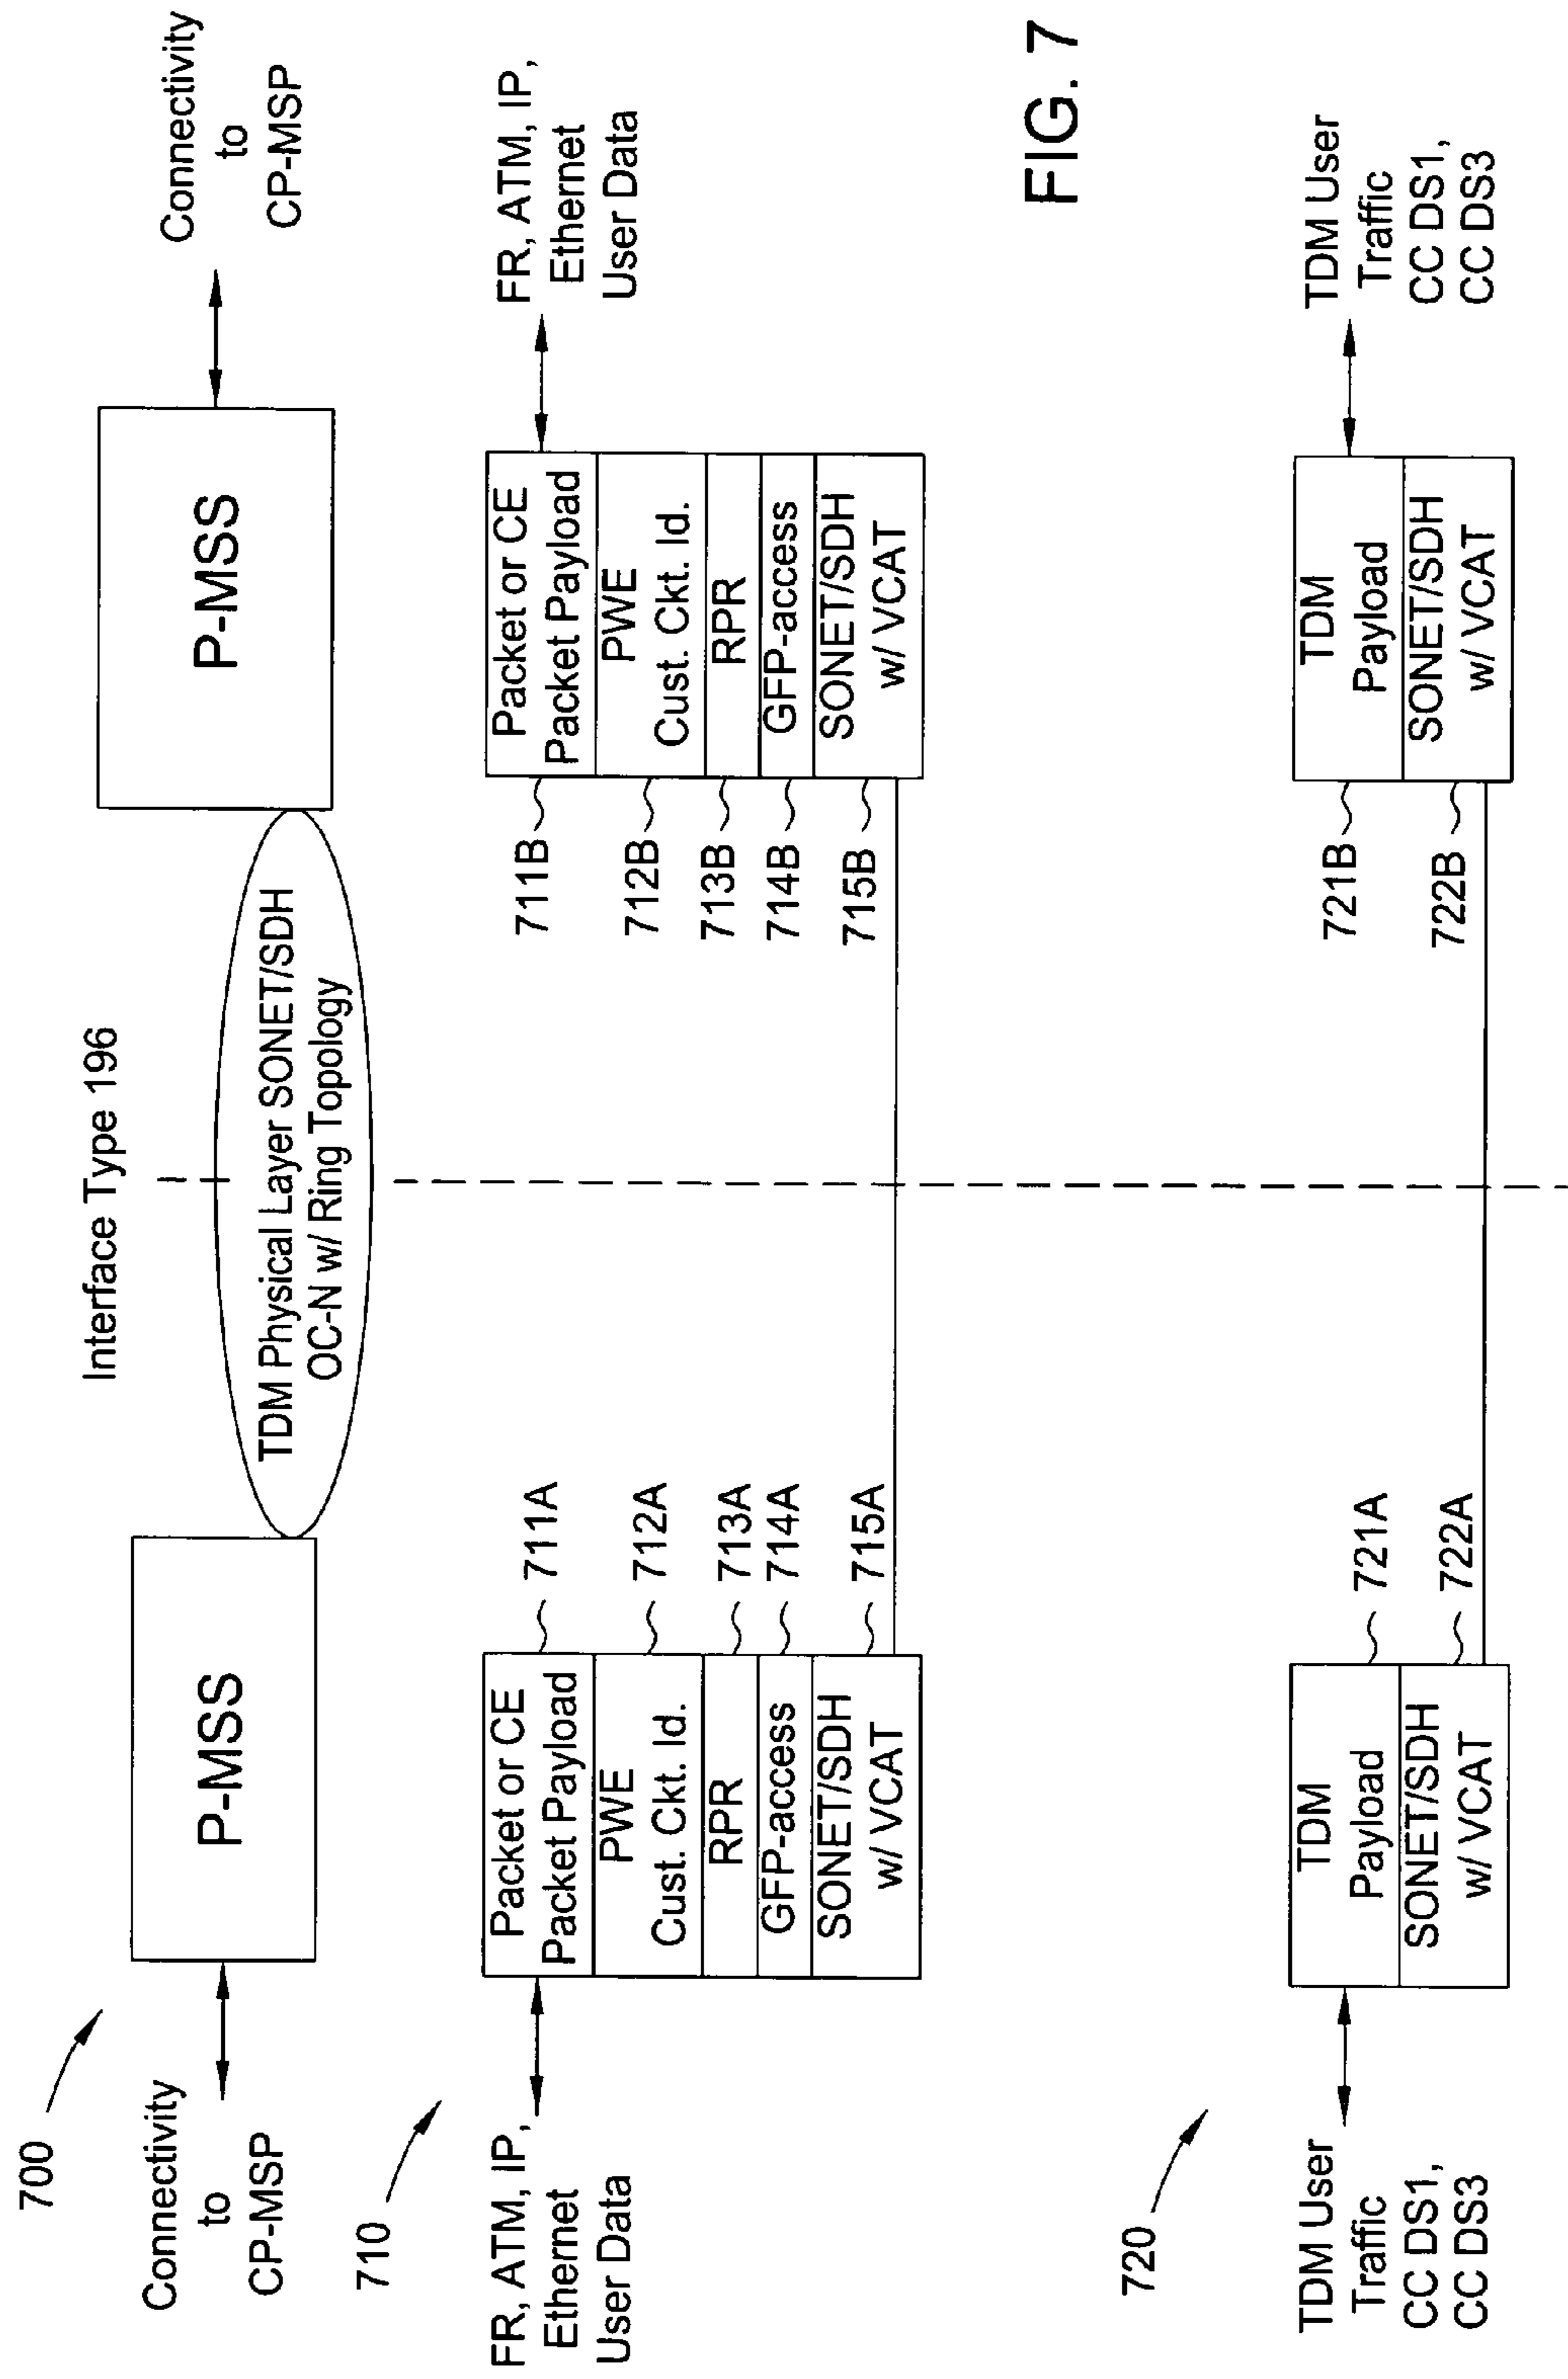 700
Interface Type 196
Connectivity
to
CP-MSP
P-MSS
TDM Physical Layer SONET/SDH
OC-N w/ Ring Topology
P-MSS
Connectivity
to
CP-MSP
710
FR, ATM, IP,
Ethernet
User Data
Packet or CE
Packet Payload
PWE
Cust. Ckt. Id.
RPR
GFP-access
SONET/SDH
w/ VCAT
711A
712A
713A
714A
715A
711B
712B
713B
714B
715B
Packet or CE
Packet Payload
PWE
Cust. Ckt. Id.
RPR
GFP-access
SONET/SDH
w/ VCAT
FR, ATM, IP,
Ethernet
User Data
720
TDM User
Traffic
CC DS1,
CC DS3
TDM
Payload
SONET/SDH
w/ VCAT
721A
722A
721B
722B
TDM
Payload
SONET/SDH
w/ VCAT
TDM User
Traffic
CC DS1,
CC DS3
FIG. 7